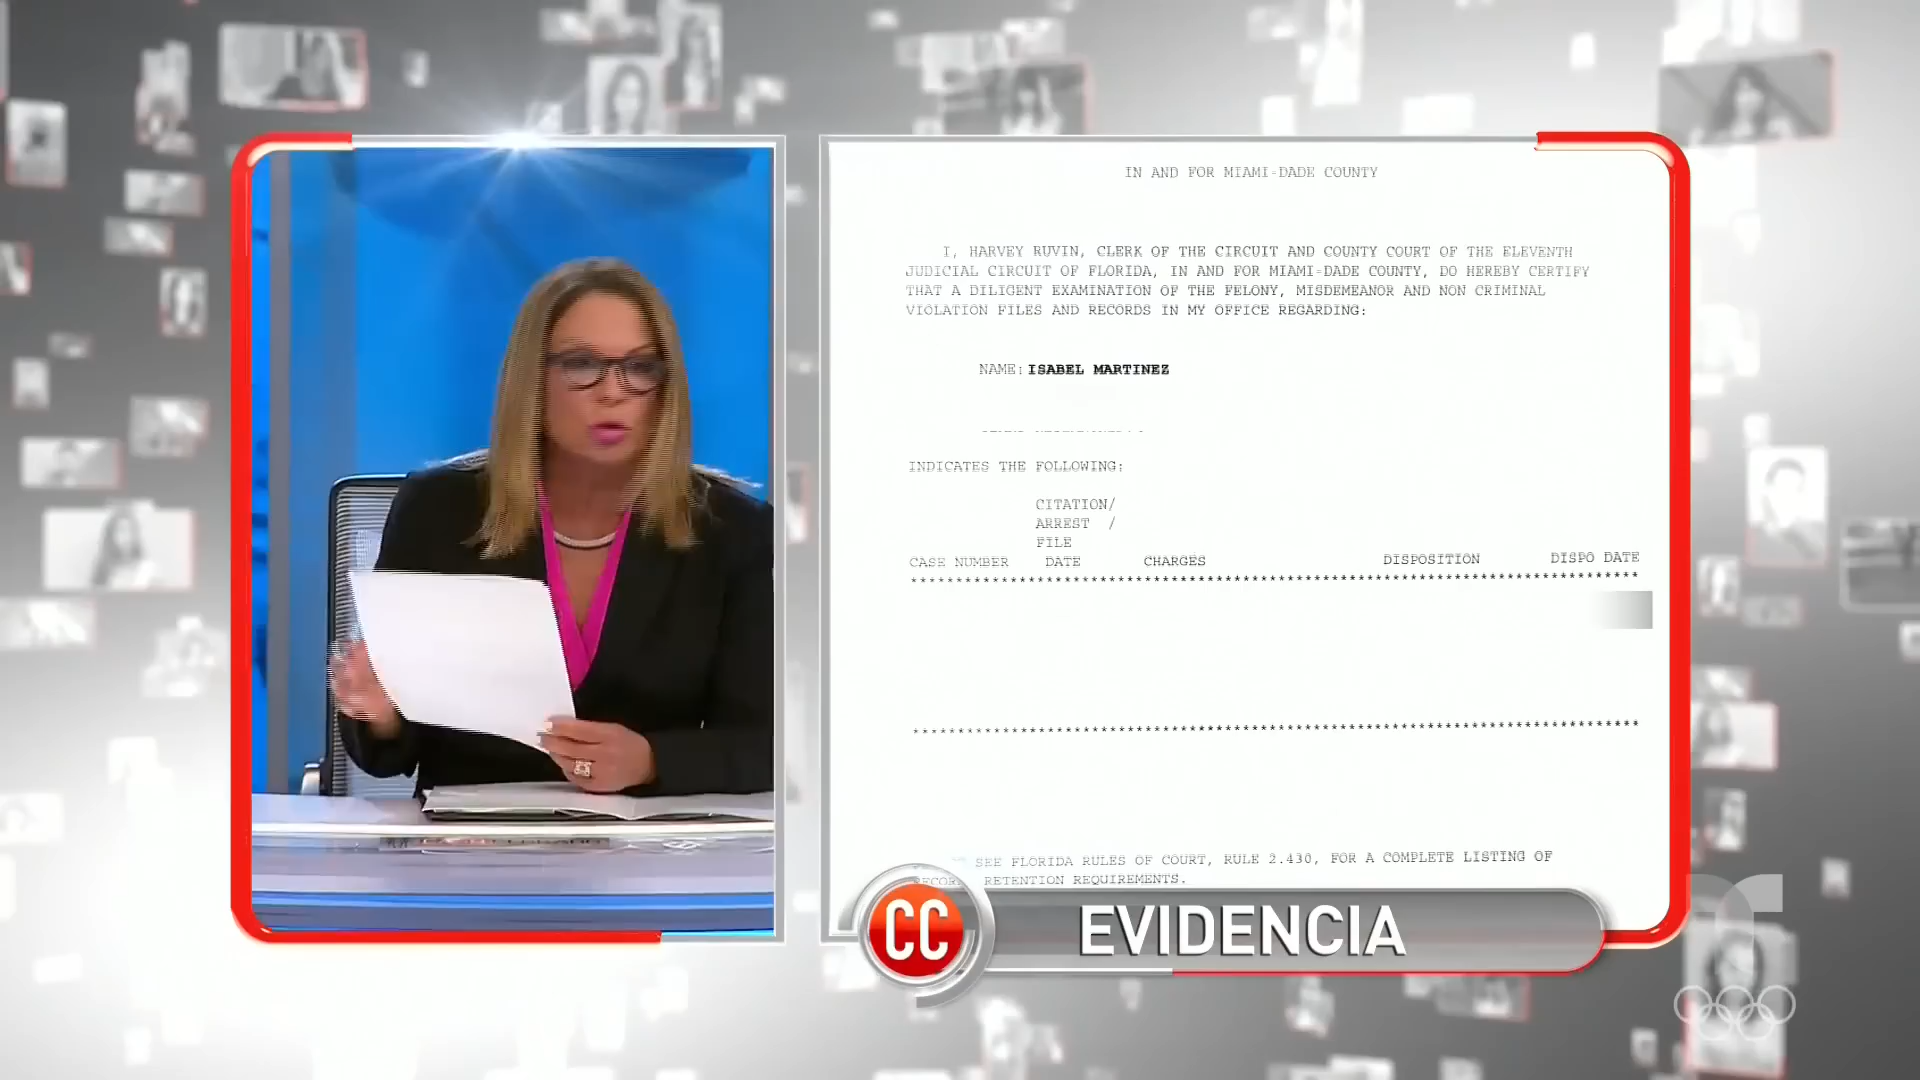 IN AND FOR MIAMI-DADE COUNTY
I, HARVEY RUVIN, CLERK OF THE CIRCUIT AND COUNTY COURT OF THE ELEVENTH
JUDICIAL CIRCUIT OF FLORIDA, IN AND FOR MIAMI-DADE COUNTY, DO HEREBY CERTIFY
THAT A DILIGENT EXAMINATION OF THE FELONY, MISDEMEANOR AND NON CRIMINAL
VIOLATION FILES AND RECORDS IN MY OFFICE REGARDING:
NAME: ISABEL MARTINEZ
INDICATES THE FOLLOWING:
CITATION/
ARREST /
FILE
CASE NUMBER DATE CHARGES DISPOSITION DISPO DATE
SEE FLORIDA RULES OF COURT, RULE 2.430, FOR A COMPLETE LISTING OF
RETENTION REQUIREMENTS.
CC EVIDENCIA